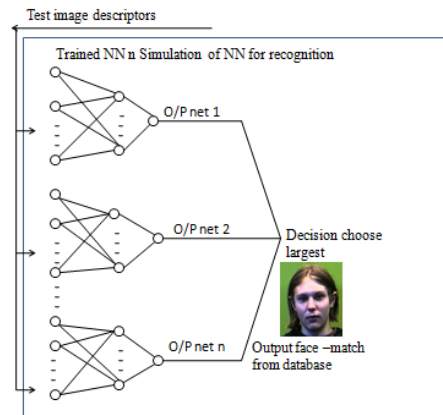 Test image descriptors
Trained NN n Simulation of NN for recognition
O/P net 1
O/P net 2
Decision choose
largest
O/P net n
Output face –match
from database